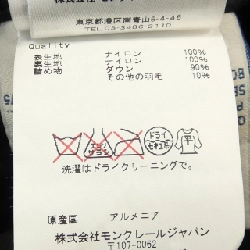 東京都港区南青山5-4-46
Quality
表生地 ナイロン 100%
裏生地 ナイロン 100%
詰め物 ダウン 90%
その他の羽毛 10%
ドライ
セキユ系
洗濯はドライクリーニングで。
原産国 アルメニア
株式会社モンクレールジャパン
〒107-0062